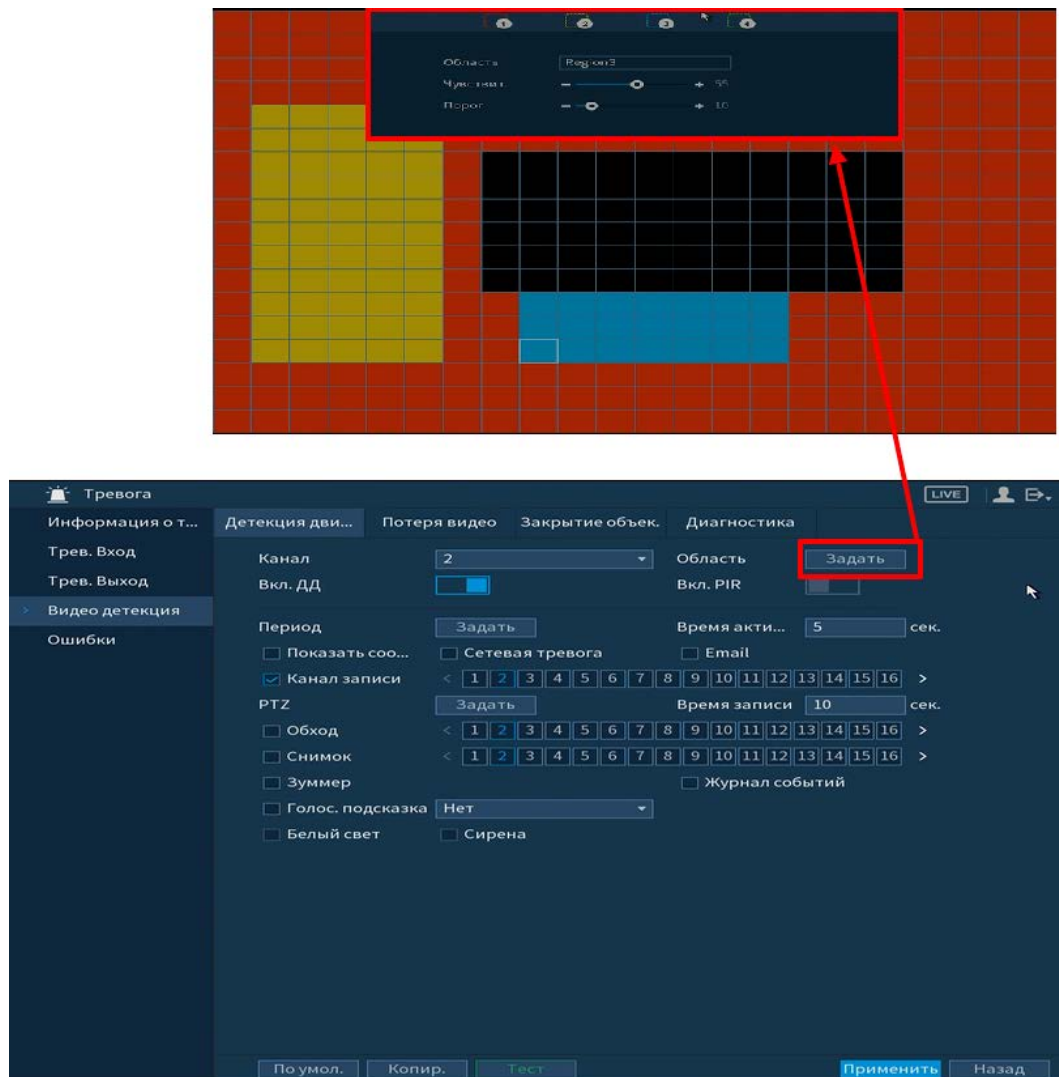 1 2 3 4
Область Region3
Чувствит. - + 55
Порог - + 10
Тревога LIVE
Информация о т... Детекция дви... Потеря видео Закрытие объек. Диагностика
Трев. Вход
Трев. Выход
Видео детекция
Ошибки
Канал 2 Область Задать
Вкл. ДД Вкл. PIR
Период Задать Время акти... 5 сек.
Показать соо... Сетевая тревога Email
Канал записи < 1 2 3 4 5 6 7 8 9 10 11 12 13 14 15 16 >
PTZ Задать Время записи 10 сек.
Обход < 1 2 3 4 5 6 7 8 9 10 11 12 13 14 15 16 >
Снимок < 1 2 3 4 5 6 7 8 9 10 11 12 13 14 15 16 >
Зуммер Журнал событий
Голос. подсказка Нет
Белый свет Сирена
По умол. Копир. Тест Применить Назад